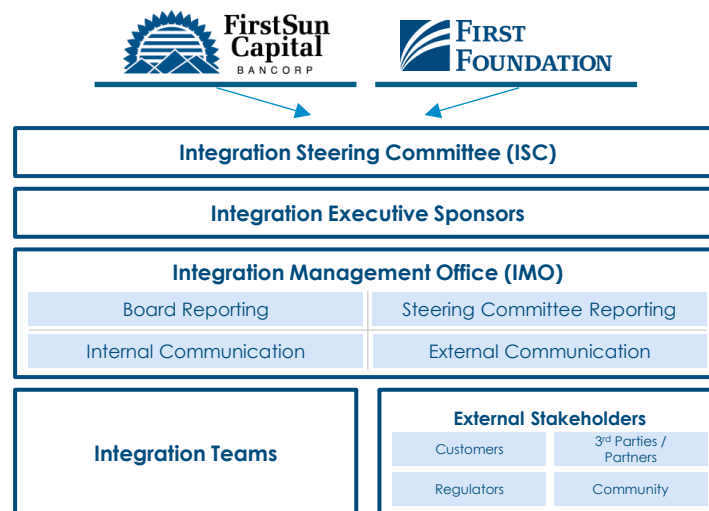 FirstSun
Capital
BANCORP
FIRST
FOUNDATION
Integration Steering Committee (ISC)
Integration Executive Sponsors
Integration Management Office (IMO)
Board Reporting
Steering Committee Reporting
Internal Communication
External Communication
Integration Teams
External Stakeholders
Customers
3rd Parties /
Partners
Regulators
Community